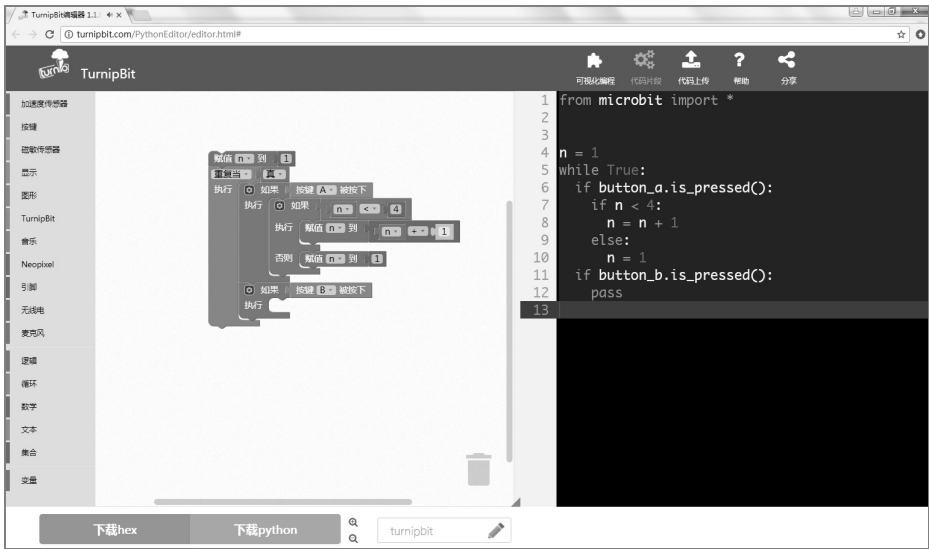 TurnipBit编辑器 1.1.
turnipbit.com/PythonEditor/editor.html#
turnip TurnipBit
可视化编程 代码片段 代码上传 帮助 分享
加速度传感器
按键
磁敏传感器
显示
图形
TurnipBit
音乐
Neopixel
引脚
无线电
麦克风
逻辑
循环
数学
文本
集合
变量
赋值 n 到 1
重复当 真
执行 如果 按键 A 被按下
执行 如果 n < 4
执行 赋值 n 到 n + 1
否则 赋值 n 到 1
如果 按键 B 被按下
执行
1 from microbit import *
2
3
4 n = 1
5 while True:
6 if button_a.is_pressed():
7 if n < 4:
8 n = n + 1
9 else:
10 n = 1
11 if button_b.is_pressed():
12 pass
13
下载hex 下载python turnipbit